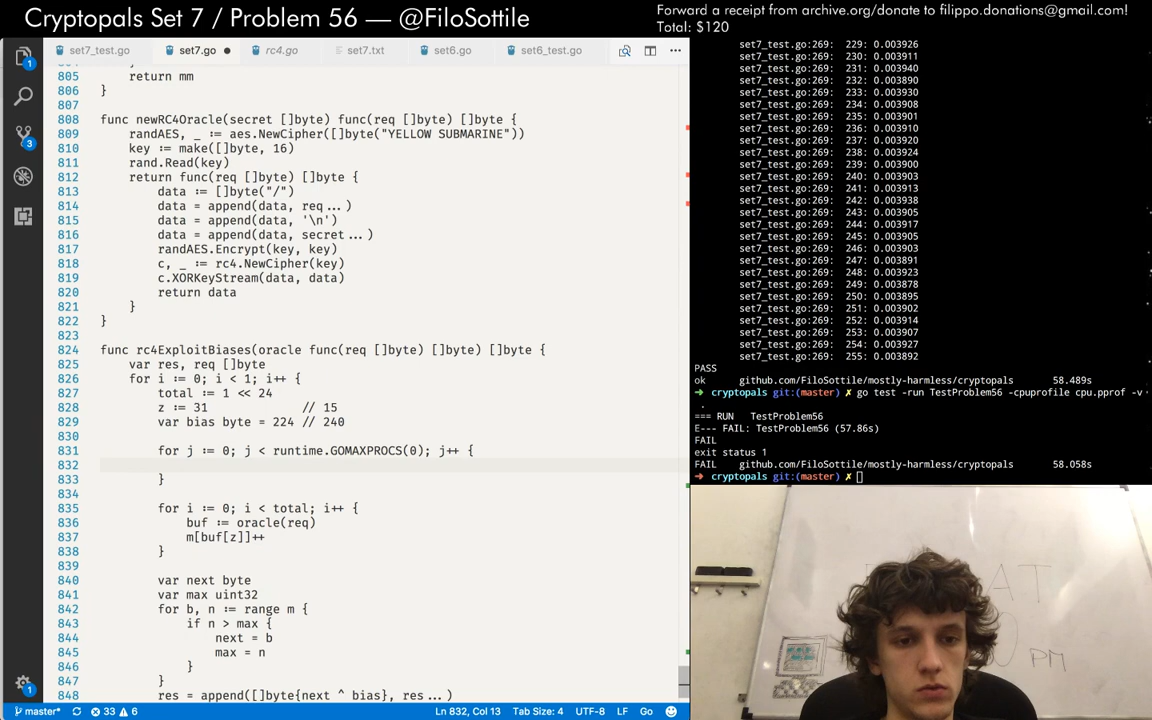 Cryptopals Set 7 / Problem 56 — @FiloSottile
Forward a receipt from archive.org/donate to filippo.donations@gmail.com!
Total: $120
set7_test.go
set7.go
rc4.go
set7.txt
set6.go
set6_test.go
805 return mm
806 }
807
808 func newRC4Oracle(secret []byte) func(req []byte) []byte {
809 randAES, _ := aes.NewCipher([]byte("YELLOW SUBMARINE"))
810 key := make([]byte, 16)
811 rand.Read(key)
812 return func(req []byte) []byte {
813 data := []byte("/")
814 data = append(data, req...)
815 data = append(data, '\n')
816 data = append(data, secret...)
817 randAES.Encrypt(key, key)
818 c, _ := rc4.NewCipher(key)
819 c.XORKeyStream(data, data)
820 return data
821 }
822 }
823
824 func rc4ExploitBiases(oracle func(req []byte) []byte) []byte {
825 var res, req []byte
826 for i := 0; i < 1; i++ {
827 total := 1 << 24
828 z := 31 // 15
829 var bias byte = 224 // 240
830
831 for j := 0; j < runtime.GOMAXPROCS(0); j++ {
832
833 }
834
835 for i := 0; i < total; i++ {
836 buf := oracle(req)
837 m[buf[z]]++
838 }
839
840 var next byte
841 var max uint32
842 for b, n := range m {
843 if n > max {
844 next = b
845 max = n
846 }
847 }
848 res = append([]byte{next ^ bias}, res...)
master*
33
6
Ln 832, Col 13
Tab Size: 4
UTF-8
LF
Go
set7_test.go:269: 229: 0.003926
set7_test.go:269: 230: 0.003911
set7_test.go:269: 231: 0.003940
set7_test.go:269: 232: 0.003890
set7_test.go:269: 233: 0.003930
set7_test.go:269: 234: 0.003908
set7_test.go:269: 235: 0.003901
set7_test.go:269: 236: 0.003910
set7_test.go:269: 237: 0.003920
set7_test.go:269: 238: 0.003924
set7_test.go:269: 239: 0.003900
set7_test.go:269: 240: 0.003903
set7_test.go:269: 241: 0.003913
set7_test.go:269: 242: 0.003938
set7_test.go:269: 243: 0.003905
set7_test.go:269: 244: 0.003917
set7_test.go:269: 245: 0.003905
set7_test.go:269: 246: 0.003903
set7_test.go:269: 247: 0.003891
set7_test.go:269: 248: 0.003923
set7_test.go:269: 249: 0.003878
set7_test.go:269: 250: 0.003895
set7_test.go:269: 251: 0.003902
set7_test.go:269: 252: 0.003914
set7_test.go:269: 253: 0.003907
set7_test.go:269: 254: 0.003927
set7_test.go:269: 255: 0.003892
PASS
ok github.com/FiloSottile/mostly-harmless/cryptopals 58.489s
➜ cryptopals git:(master) ✗ go test -run TestProblem56 -cpuprofile cpu.pprof -v
.
=== RUN TestProblem56
E--- FAIL: TestProblem56 (57.86s)
FAIL
exit status 1
FAIL github.com/FiloSottile/mostly-harmless/cryptopals 58.058s
➜ cryptopals git:(master) ✗
AT
PM